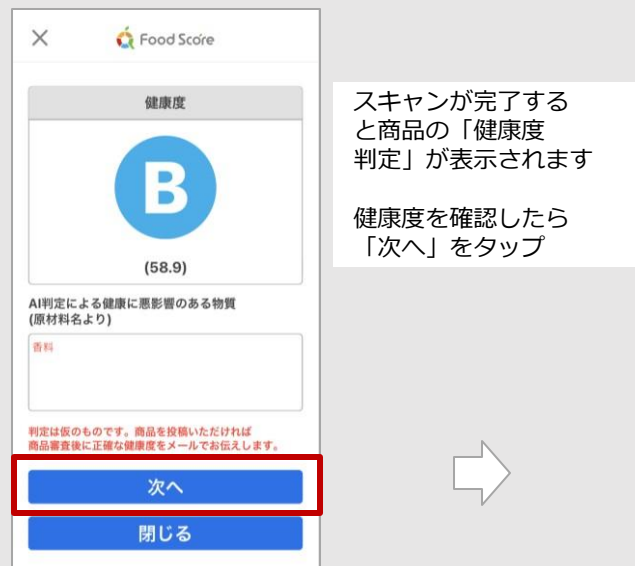 × Food Score
健康度
B
(58.9)
AI判定による健康に悪影響のある物質
(原材料名より)
香料
判定は仮のものです。商品を投稿いただければ
商品審査後に正確な健康度をメールでお伝えします。
次へ
閉じる
スキャンが完了する
と商品の「健康度
判定」が表示されます
健康度を確認したら
「次へ」をタップ